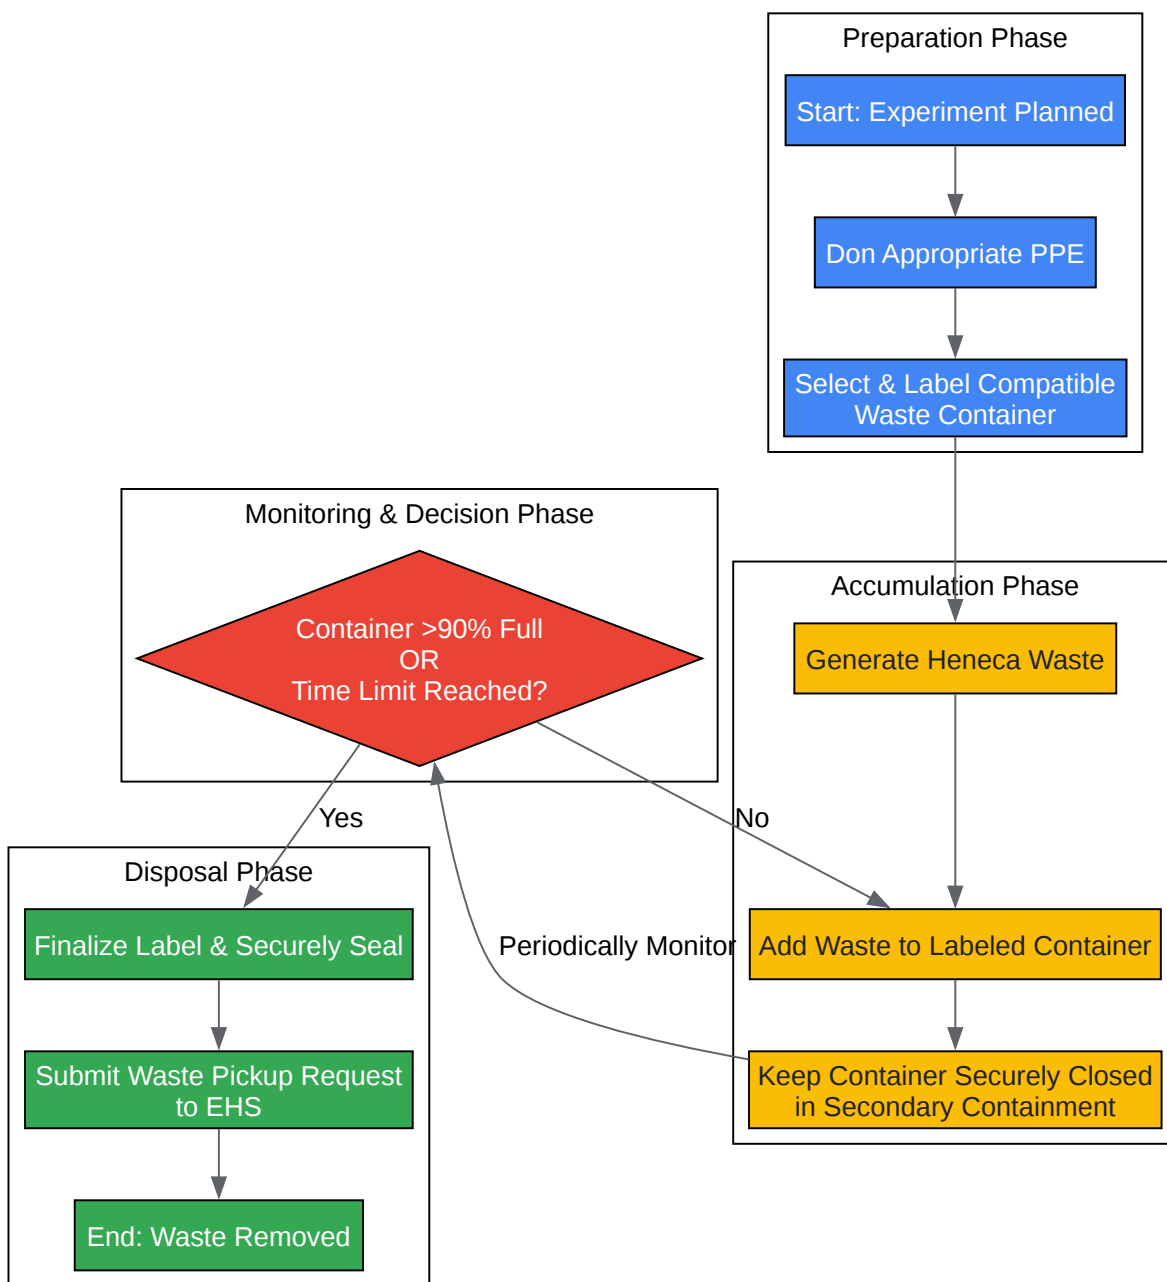 Preparation Phase
Start: Experiment Planned
Don Appropriate PPE
Select & Label Compatible
Waste Container
Monitoring & Decision Phase
Container >90% Full
OR
Time Limit Reached?
Accumulation Phase
Generate Heneca Waste
Yes
No
Disposal Phase
Finalize Label & Securely Seal
Periodically Monitor
Add Waste to Labeled Container
Submit Waste Pickup Request
to EHS
Keep Container Securely Closed
in Secondary Containment
End: Waste Removed